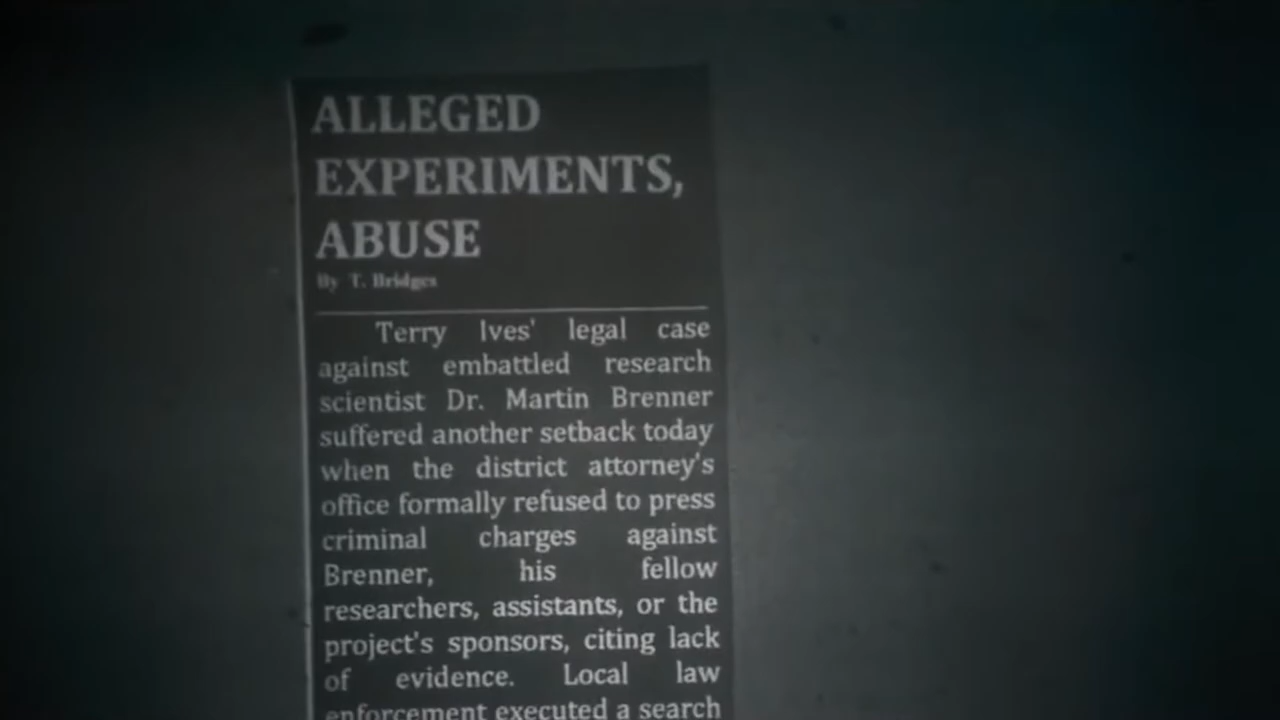 ALLEGED
EXPERIMENTS,
ABUSE
By T. Bridges
Terry Ives' legal case
against embattled research
scientist Dr. Martin Brenner
suffered another setback today
when the district attorney's
office formally refused to press
criminal charges against
Brenner, his fellow
researchers, assistants, or the
project's sponsors, citing lack
of evidence. Local law
enforcement executed a search